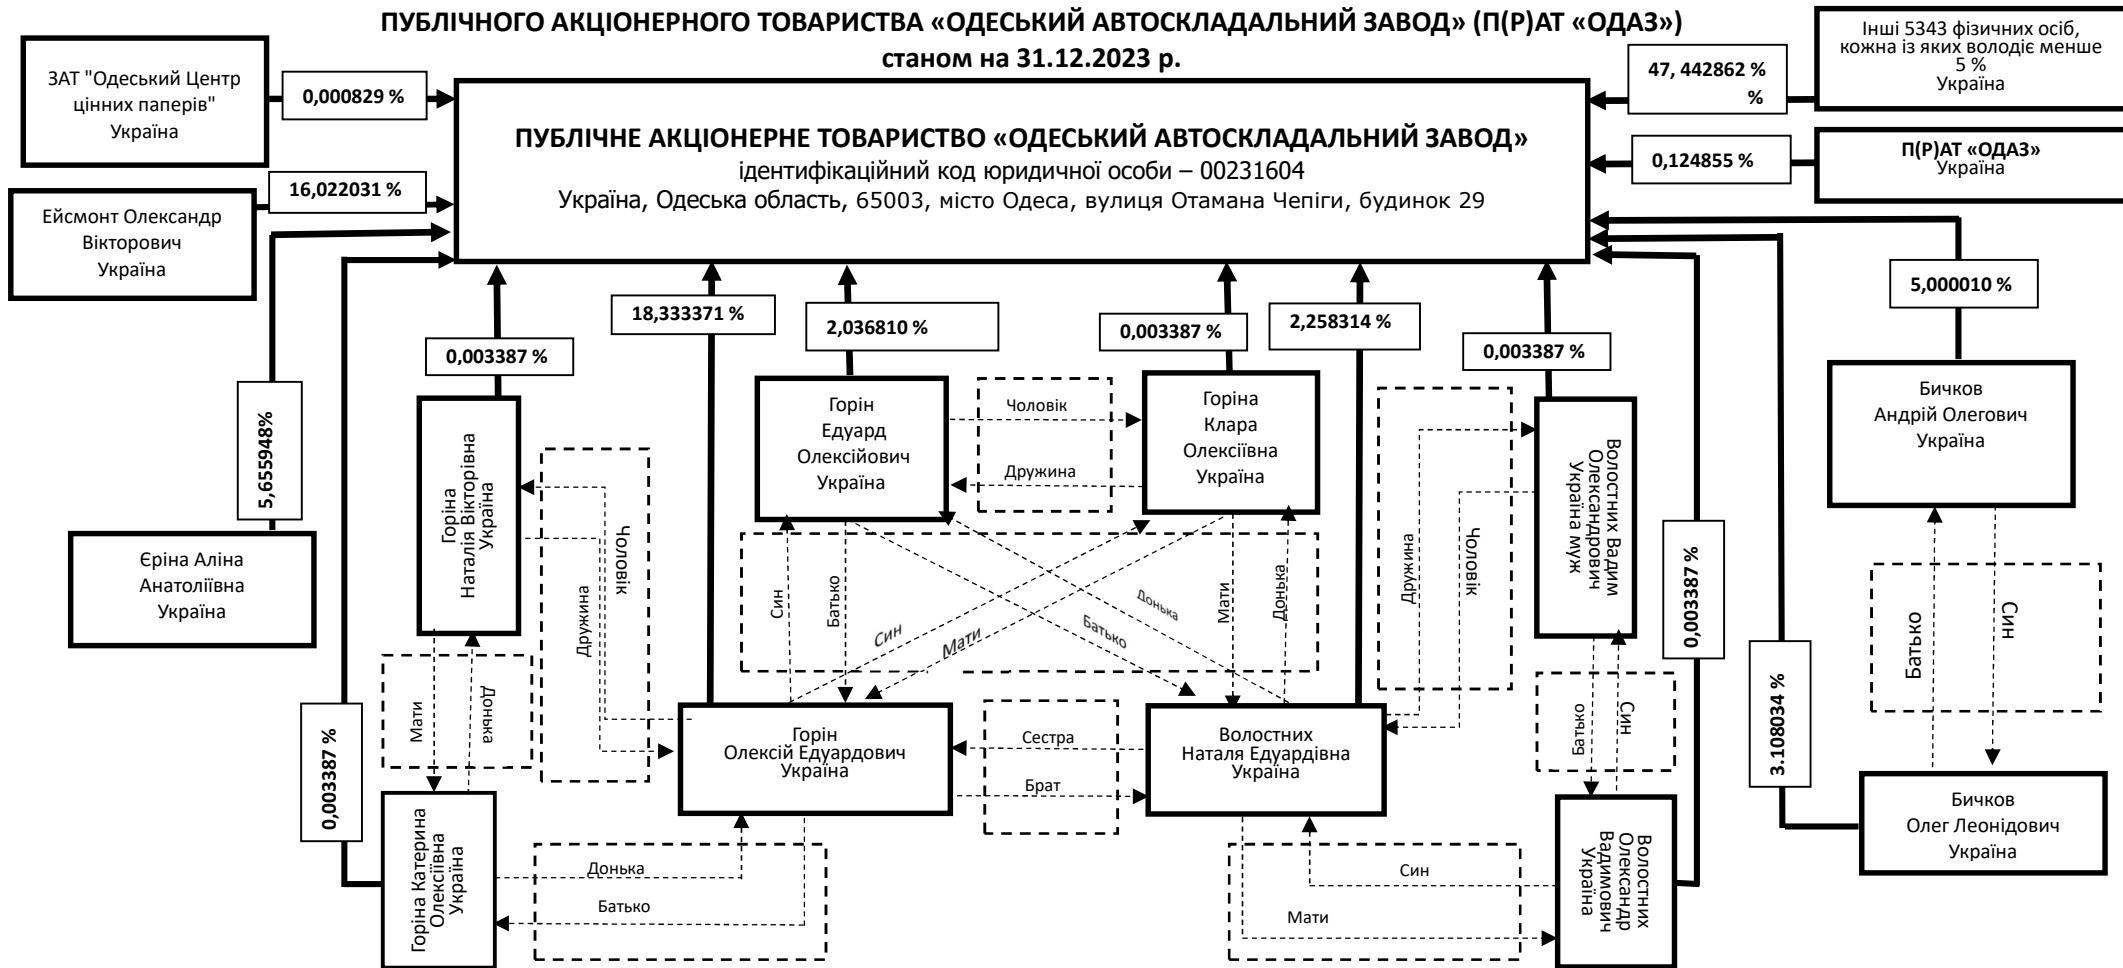 ПУБЛІЧНОГО АКЦІОНЕРНОГО ТОВАРИСТВА «ОДЕСЬКИЙ АВТОСКЛАДАЛЬНИЙ ЗАВОД» (П(Р)АТ «ОДАЗ»)
станом на 31.12.2023 р.
ЗАТ "Одеський Центр
цінних паперів"
Україна
0,000829 %
47, 442862 %
%
Інші 5343 фізичних осіб,
кожна із яких володіє менше
5 %
Україна
ПУБЛІЧНЕ АКЦІОНЕРНЕ ТОВАРИСТВО «ОДЕСЬКИЙ АВТОСКЛАДАЛЬНИЙ ЗАВОД»
ідентифікаційний код юридичної особи – 00231604
Україна, Одеська область, 65003, місто Одеса, вулиця Отамана Чепіги, будинок 29
0,124855 %
П(Р)АТ «ОДАЗ»
Україна
Ейсмонт Олександр
Вікторович
Україна
16,022031 %
18,333371 %
2,036810 %
0,003387 %
2,258314 %
5,000010 %
0,003387 %
0,003387 %
5,655948%
Єріна Аліна
Анатоліївна
Україна
Горіна
Наталія Вікторівна
Україна
Горін
Едуард
Олексійович
Україна
Чоловік
Дружина
Горіна
Клара
Олексіївна
Україна
Волостних Вадим
Олександрович
Україна муж
Бичков
Андрій Олегович
Україна
Чоловік
Дружина
Син
Батько
Син
Мати
Батько
Донька
Мати
Донька
Дружина
Чоловік
0,003387 %
Батько
Син
Мати
Донька
0,003387 %
Горін
Олексій Едуардович
Україна
Сестра
Брат
Волостних
Наталя Едуардівна
Україна
Батько
Син
3.108034 %
Бичков
Олег Леонідович
Україна
Горіна Катерина
Олексіївна
Україна
Донька
Батько
Син
Мати
Волостних
Олександр
Вадимович
Україна